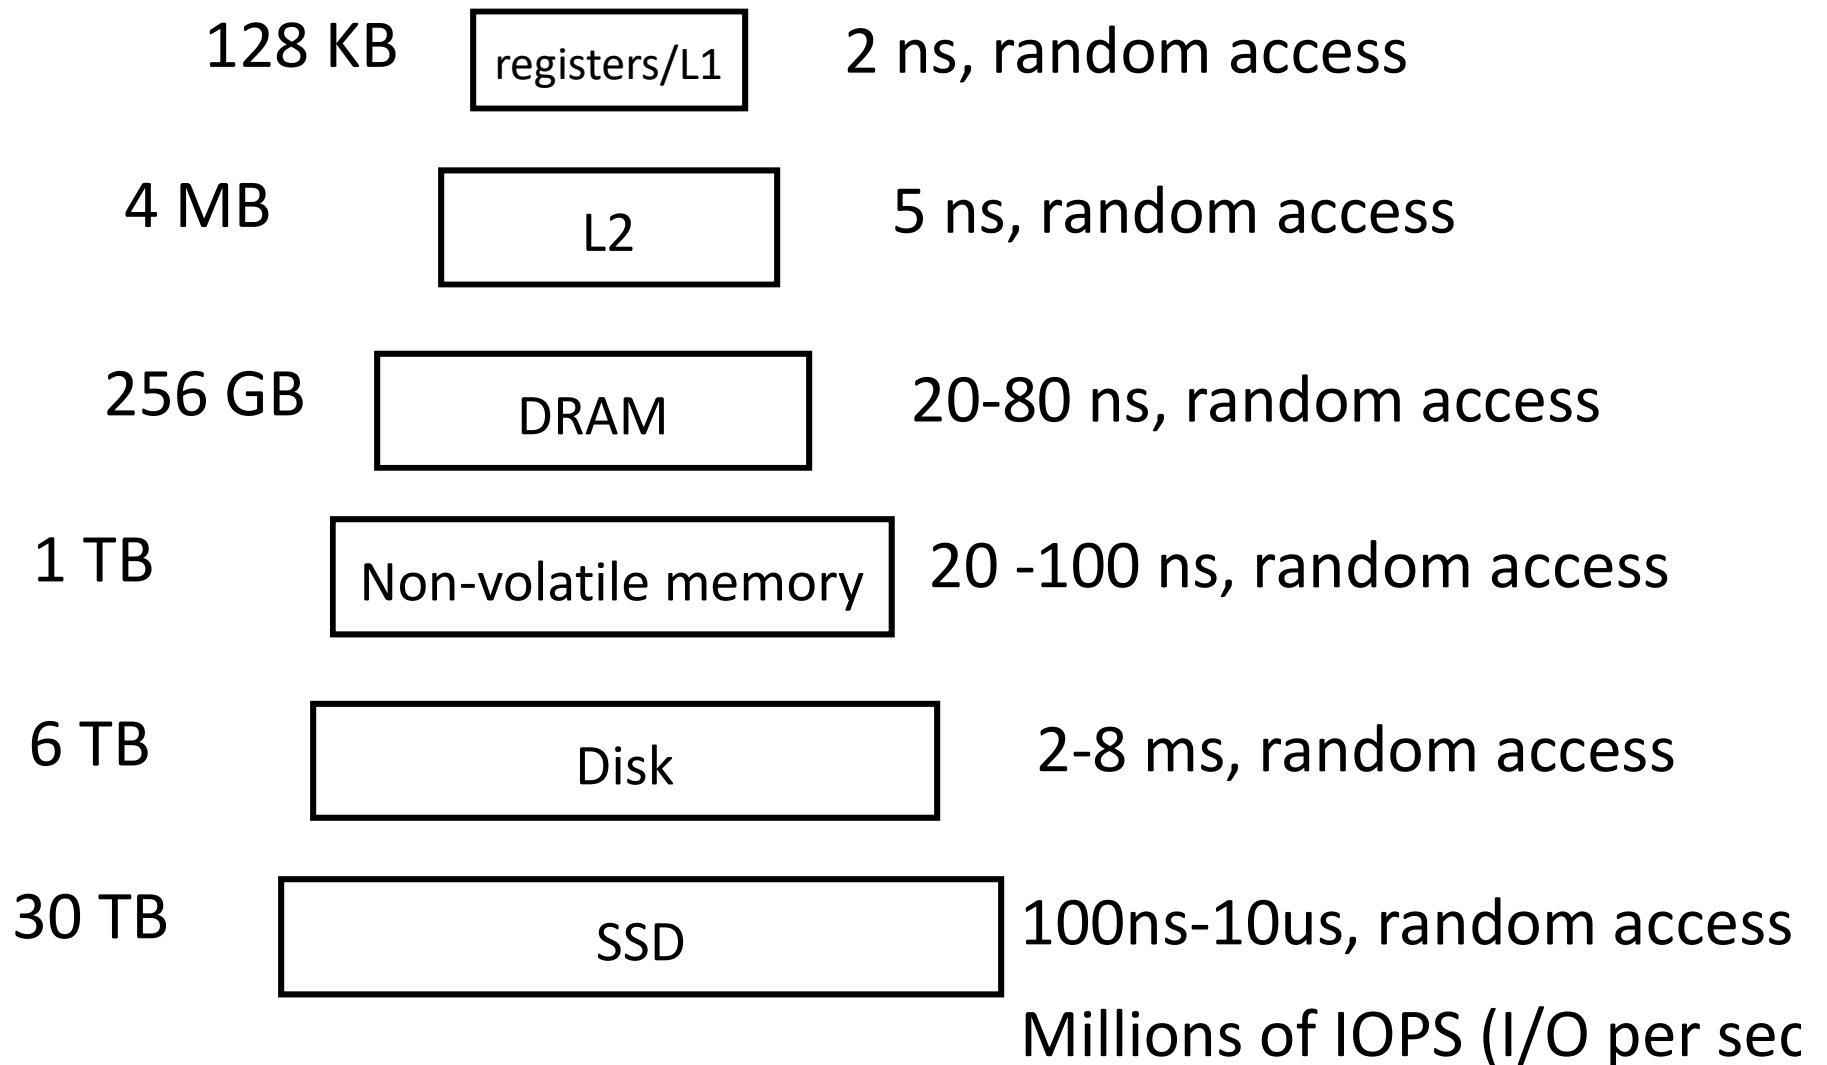 128 KB registers/L1 2 ns, random access
4 MB L2 5 ns, random access
256 GB DRAM 20-80 ns, random access
1 TB Non-volatile memory 20 -100 ns, random access
6 TB Disk 2-8 ms, random access
30 TB SSD 100ns-10us, random access
Millions of IOPS (I/O per sec